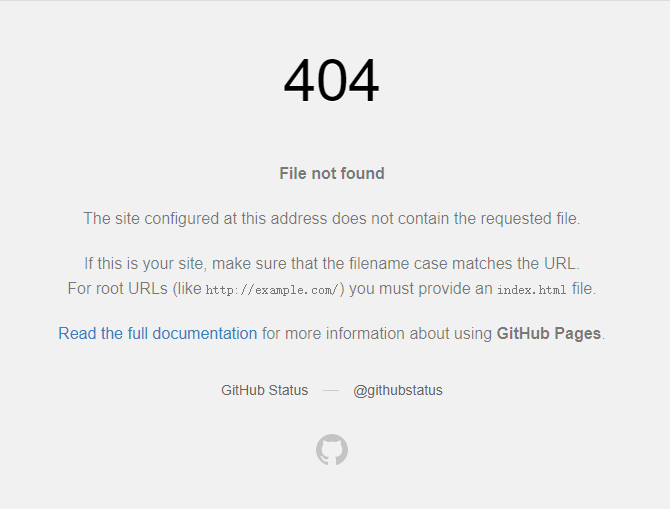 404
File not found
The site configured at this address does not contain the requested file.
If this is your site, make sure that the filename case matches the URL.
For root URLs (like http://example.com/) you must provide an index.html file.
Read the full documentation for more information about using GitHub Pages.
GitHub Status — @githubstatus